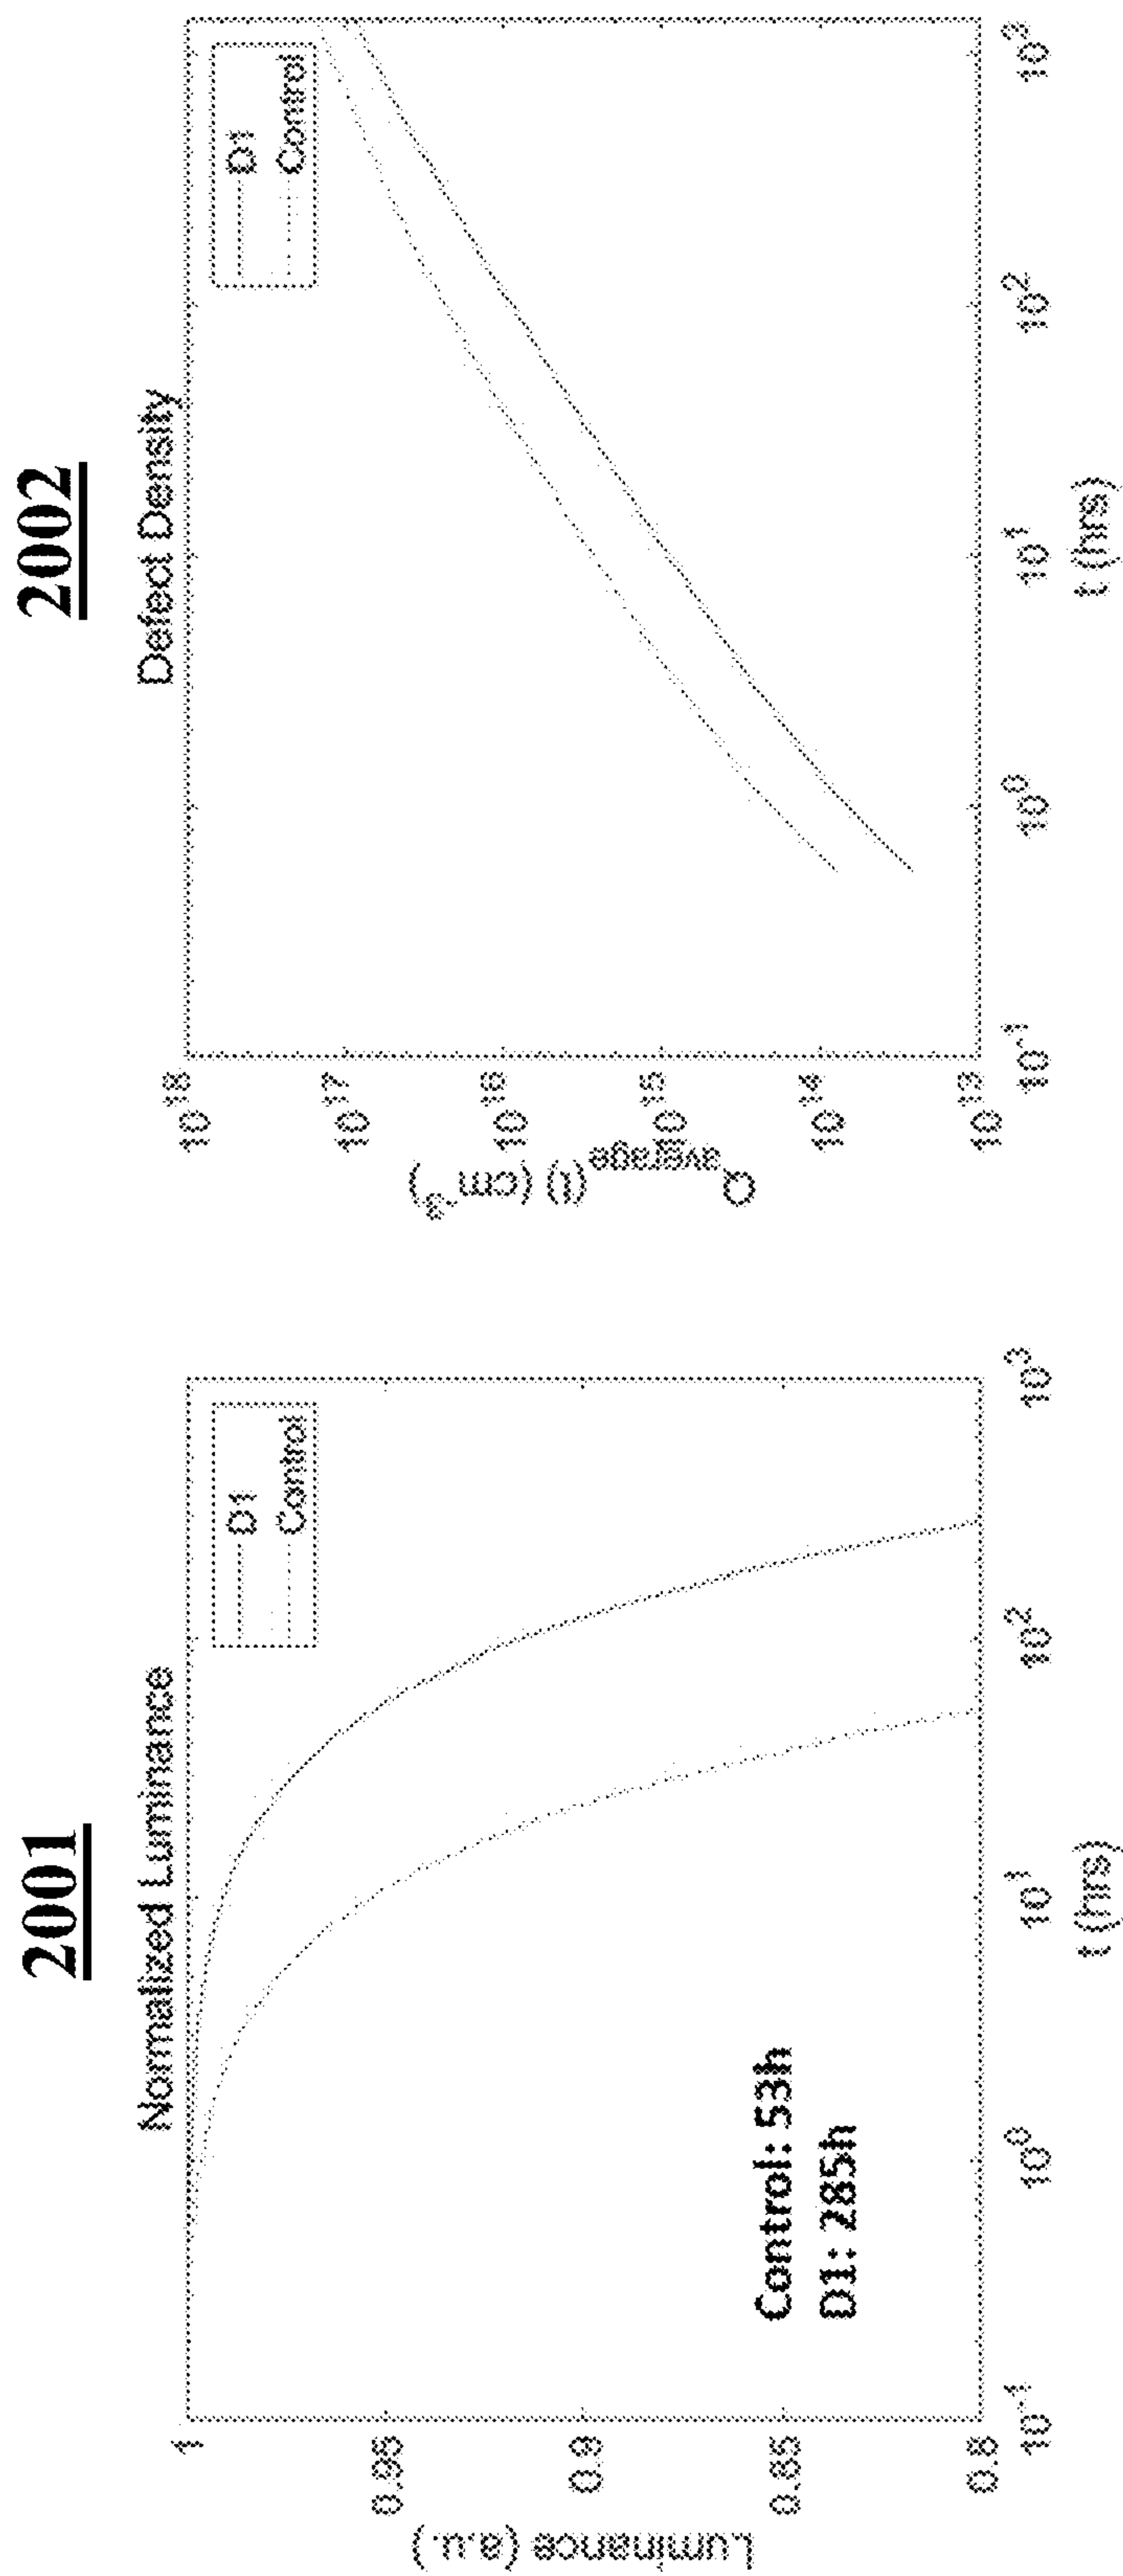 2001
Normalized Luminance
D1
Control
Control: 53h
D1: 285h
1
0.95
0.9
0.85
0.8
Luminance (a.u.)
10^-1
10^0
10^1
10^2
10^3
t (hrs)
2002
Defect Density
D1
Control
10^18
10^17
10^16
10^15
10^14
10^13
Q_average(t) (cm^-3)
10^-1
10^0
10^1
10^2
10^3
t (hrs)